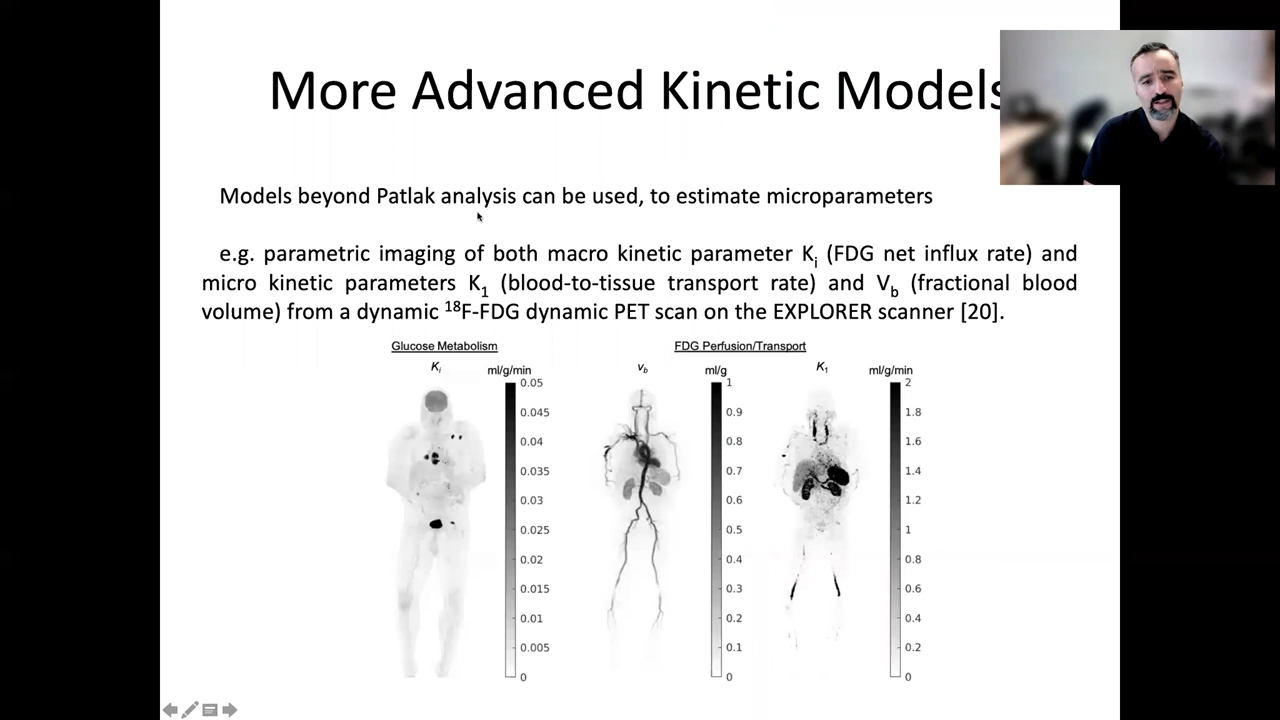 More Advanced Kinetic Models
Models beyond Patlak analysis can be used, to estimate microparameters
e.g. parametric imaging of both macro kinetic parameter Ki (FDG net influx rate) and
micro kinetic parameters K1 (blood-to-tissue transport rate) and Vb (fractional blood
volume) from a dynamic 18F-FDG dynamic PET scan on the EXPLORER scanner [20].
Glucose Metabolism
FDG Perfusion/Transport
Ki
ml/g/min
vb
ml/g
K1
ml/g/min
0.05
0.045
0.04
0.035
0.03
0.025
0.02
0.015
0.01
0.005
0
1
0.9
0.8
0.7
0.6
0.5
0.4
0.3
0.2
0.1
0
2
1.8
1.6
1.4
1.2
1
0.8
0.6
0.4
0.2
0